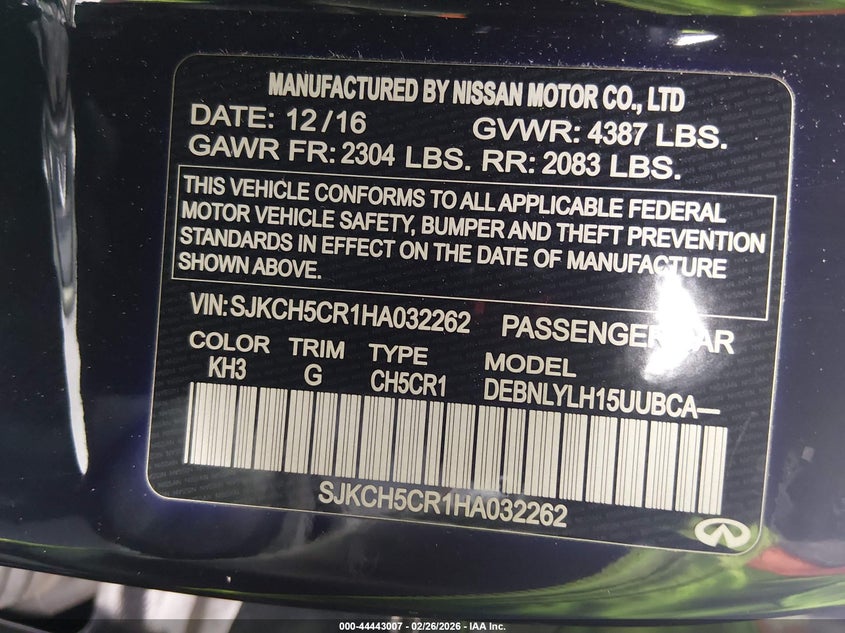 MANUFACTURED BY NISSAN MOTOR CO., LTD
DATE: 12/16 GVWR: 4387 LBS.
GAWR FR: 2304 LBS. RR: 2083 LBS.
THIS VEHICLE CONFORMS TO ALL APPLICABLE FEDERAL
MOTOR VEHICLE SAFETY, BUMPER AND THEFT PREVENTION
STANDARDS IN EFFECT ON THE DATE OF MANUFACTURE
SHOWN ABOVE.
VIN:SJKCH5CR1HA032262 PASSENGER CAR
COLOR TRIM TYPE MODEL
KH3 G CH5CR1 DEBNLYLH15UUBCA—
SJKCH5CR1HA032262
000-44443007 - 02/26/2026 - IAA Inc.